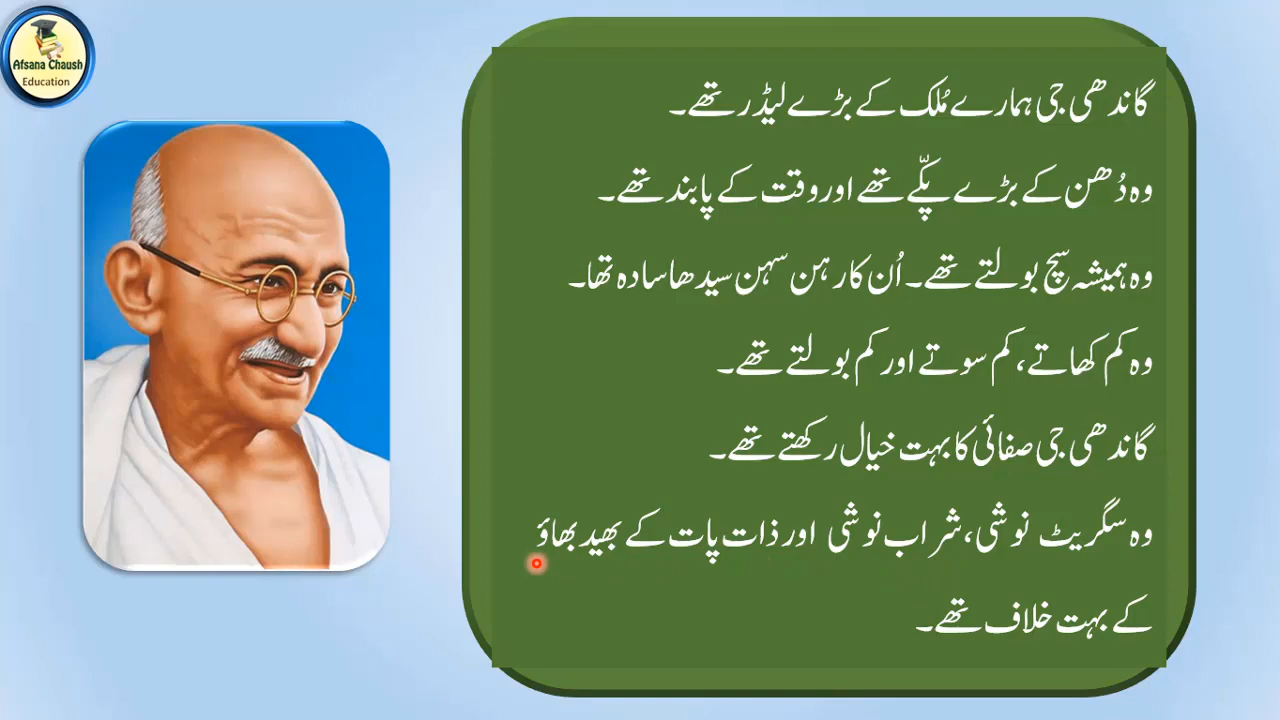 Afsana Chaush
Education
گاندھی جی ہمارے مُلک کے بڑے لیڈر تھے۔
وہ دُھن کے بڑے پکّے تھے اور وقت کے پابند تھے۔
وہ ہمیشہ سچ بولتے تھے۔ اُن کا رہن سہن سیدھا سادہ تھا۔
وہ کم کھاتے، کم سوتے اور کم بولتے تھے۔
گاندھی جی صفائی کا بہت خیال رکھتے تھے۔
وہ سگریٹ نوشی، شراب نوشی اور ذات پات کے بھید بھاؤ
کے بہت خلاف تھے۔